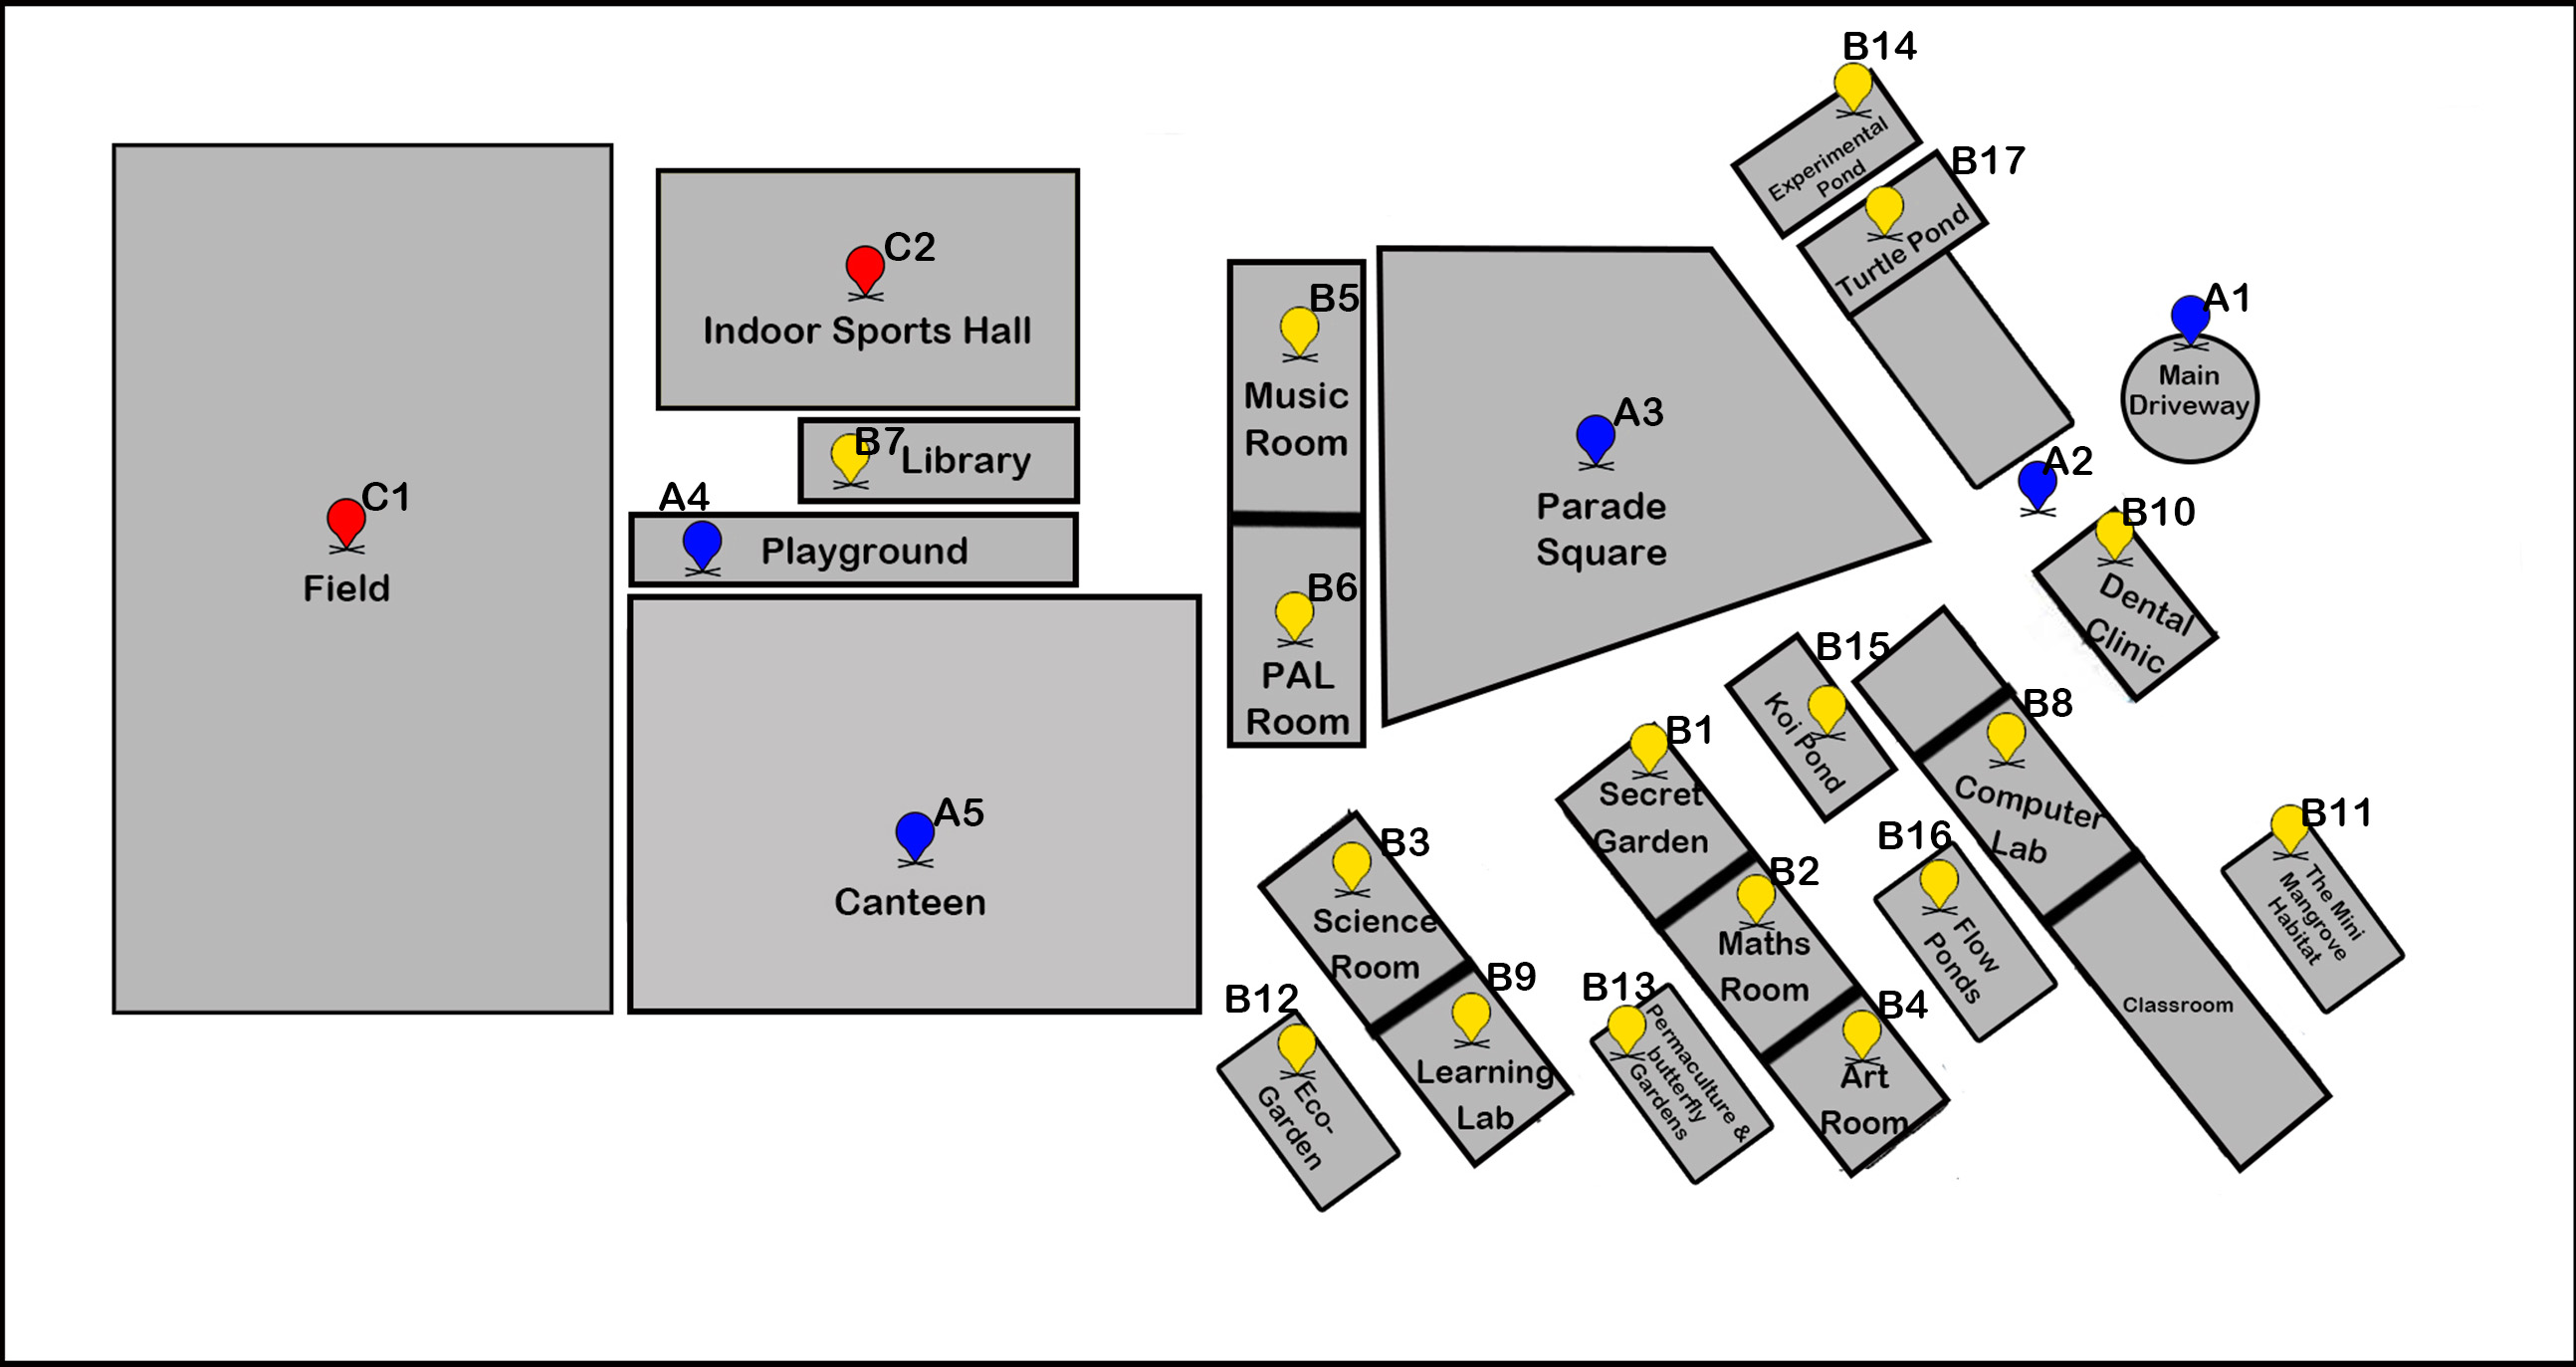 B14
Experimental
Pond
B17
Turtle Pond
A1
Main
Driveway
A2
B10
Dental
Clinic
C2
Indoor Sports Hall
B7
Library
A4
Playground
C1
Field
A5
Canteen
B5
Music
Room
B6
PAL
Room
A3
Parade
Square
B15
Koi Pond
B8
Computer
Lab
B1
Secret
Garden
B2
Maths
Room
B4
Art
Room
B16
Flow
Ponds
Classroom
B11
The Mini
Mangrove
Habitat
B3
Science
Room
B9
Learning
Lab
B12
Eco-
Garden
B13
Permaculture &
butterfly
Gardens